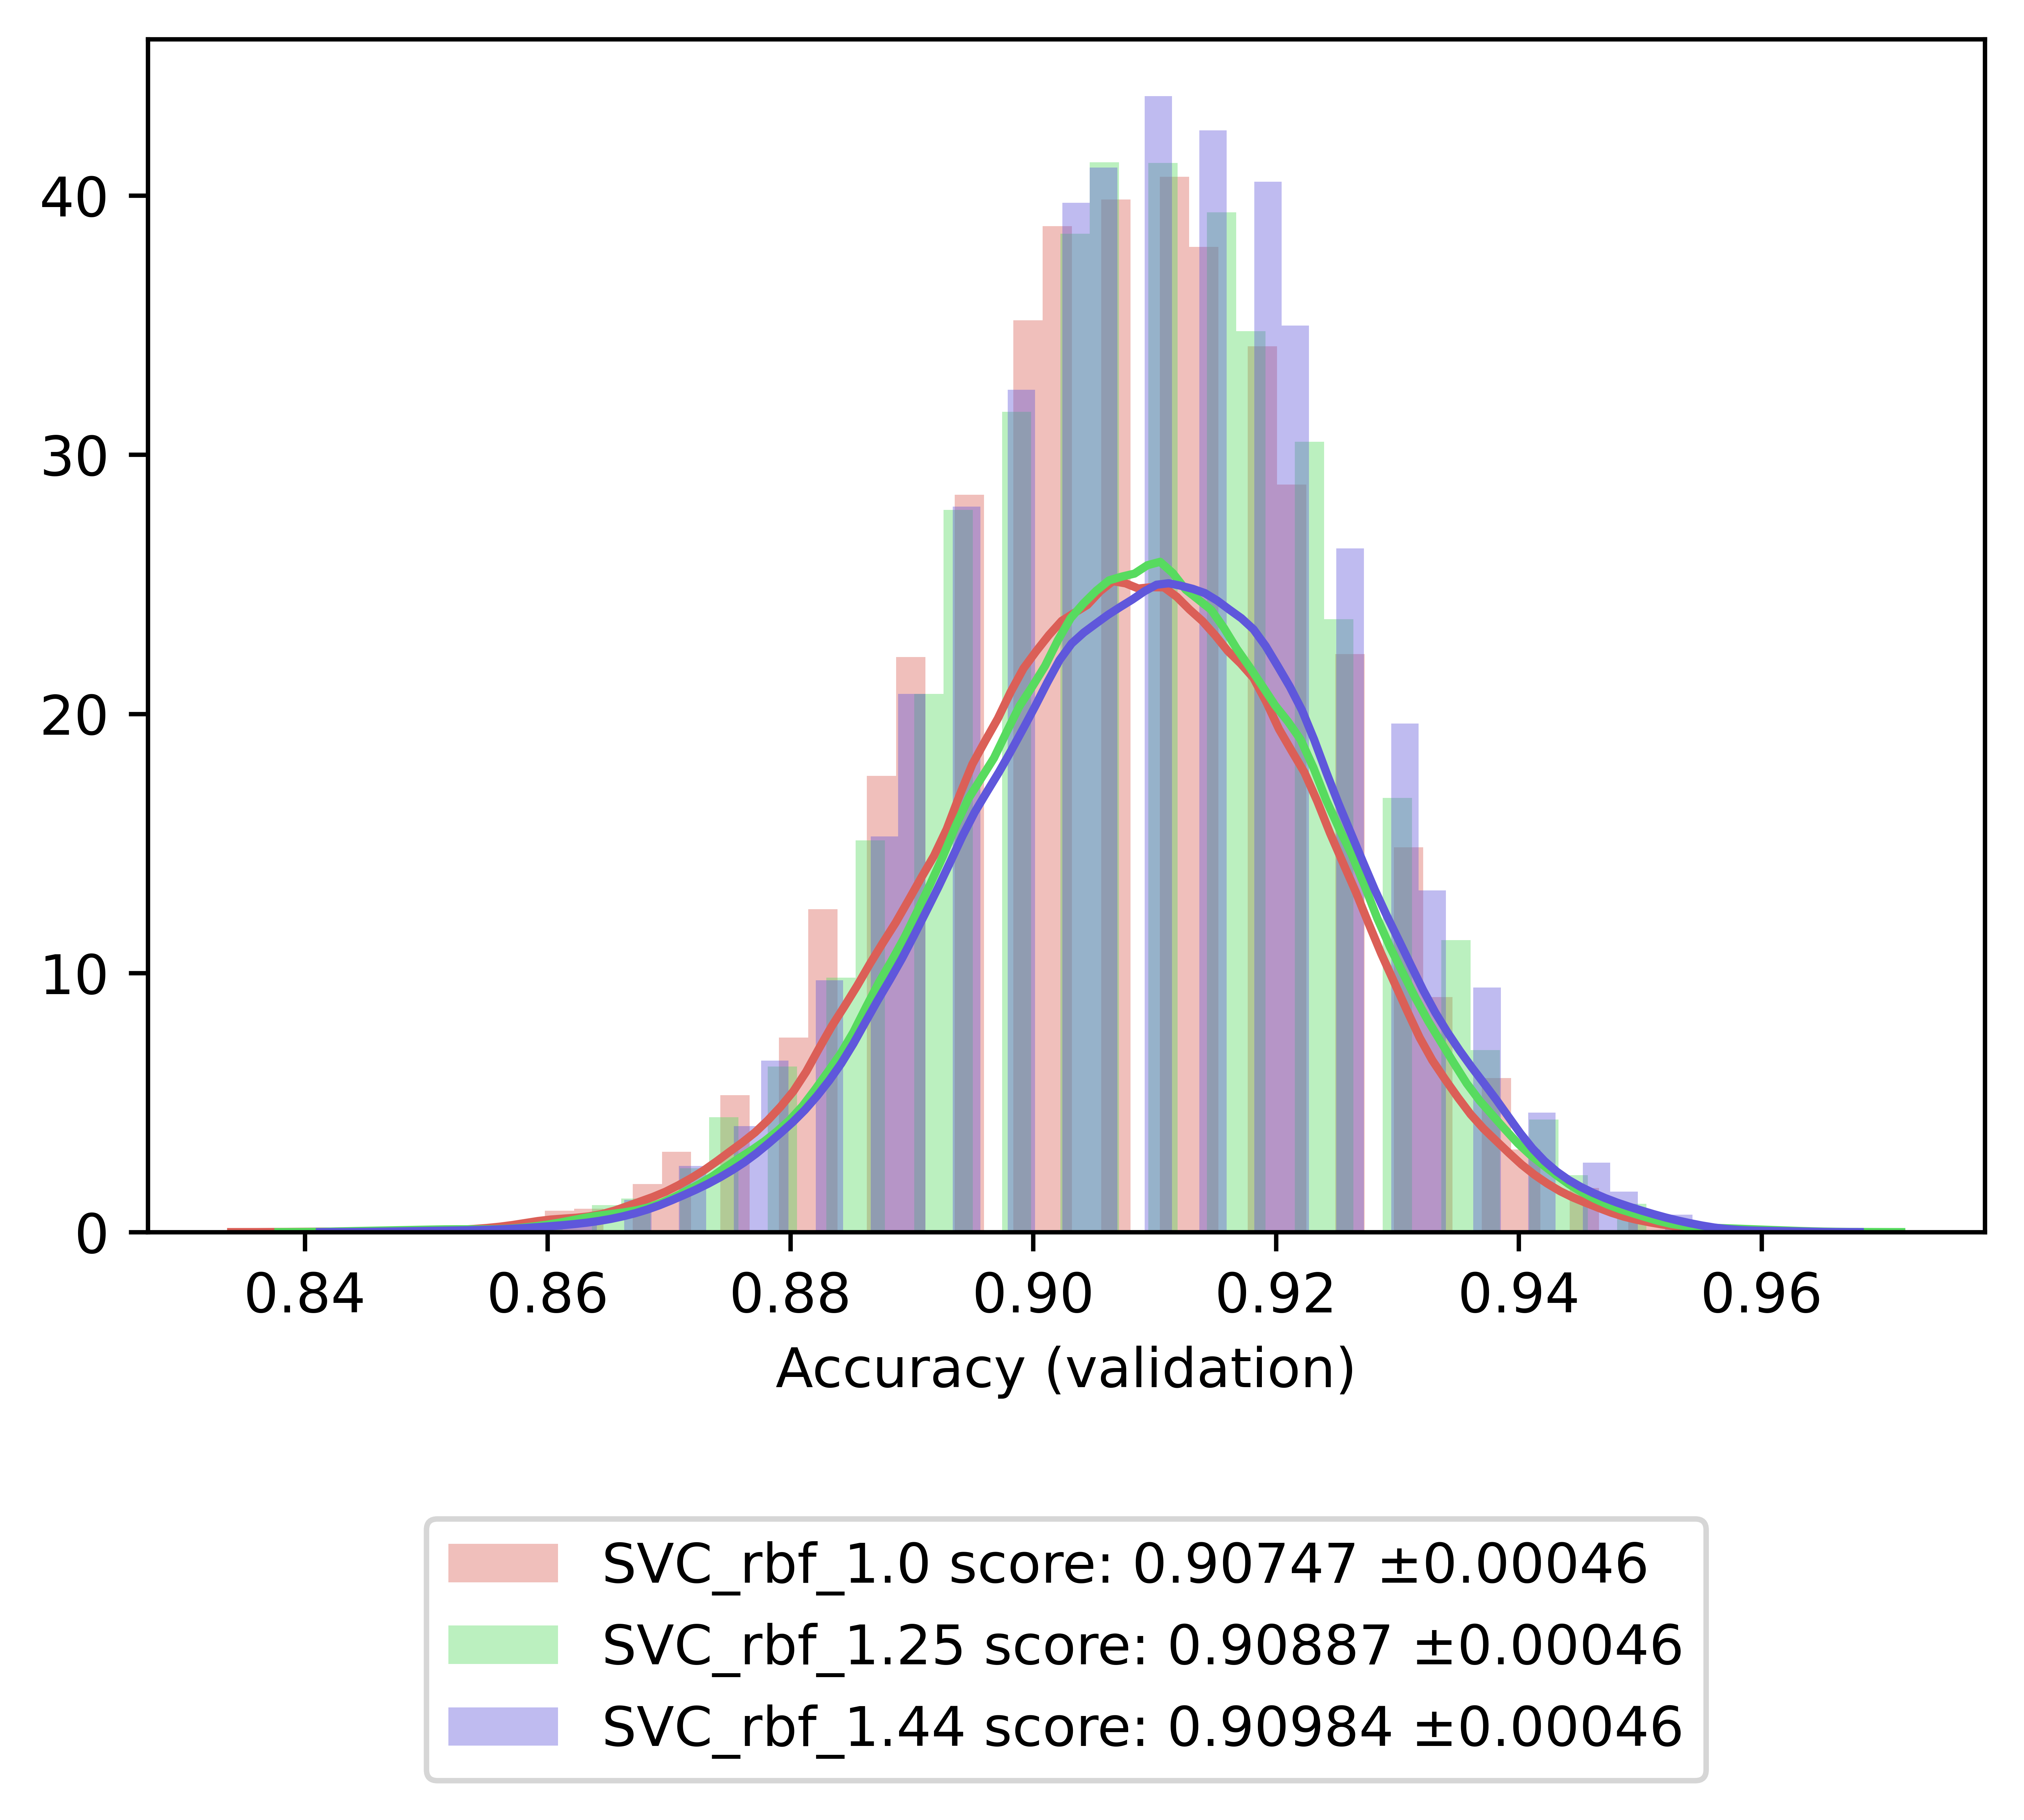 40
30
20
10
0
0.84 0.86 0.88 0.90 0.92 0.94 0.96
Accuracy (validation)
SVC_rbf_1.0 score: 0.90747 ±0.00046
SVC_rbf_1.25 score: 0.90887 ±0.00046
SVC_rbf_1.44 score: 0.90984 ±0.00046